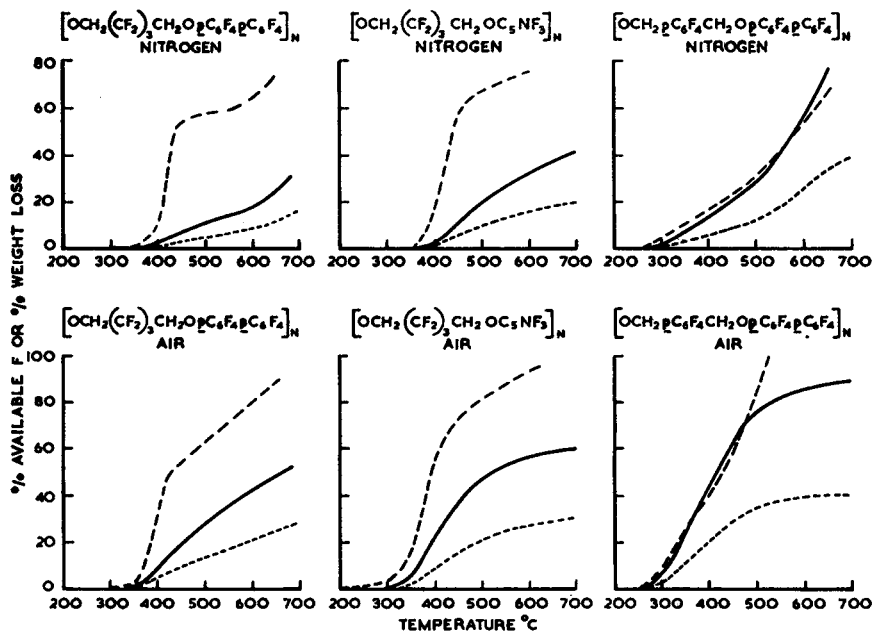 [OCH₂(CF₂)₃CH₂OpC₆F₄pC₆F₄]N
NITROGEN
[OCH₂(CF₂)₃CH₂OC₅NF₃]N
NITROGEN
[OCH₂pC₆F₄CH₂OpC₆F₄pC₆F₄]N
NITROGEN
80
60
40
20
0
200 300 400 500 600 700
200 300 400 500 600 700
200 300 400 500 600 700
% AVAILABLE F OR % WEIGHT LOSS
[OCH₂(CF₂)₃CH₂OpC₆F₄pC₆F₄]N
AIR
[OCH₂(CF₂)₃CH₂OC₅NF₃]N
AIR
[OCH₂pC₆F₄CH₂OpC₆F₄pC₆F₄]N
AIR
100
80
60
40
20
0
200 300 400 500 600 700
200 300 400 500 600 700
200 300 400 500 600 700
TEMPERATURE °C